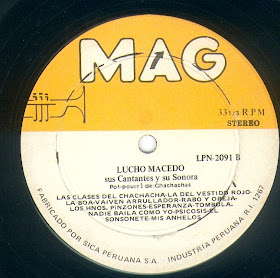 MAG
33 1/3 R P M
STEREO
LPN-2091 B
LUCHO MACEDO
sus Cantantes y su Sonora
Pot-pourrí de Chachachas
LAS CLASES DEL CHACHACHA-LA DEL VESTIDO ROJO-
LA BOA-VAIVEN ARRULLADOR-RABO Y OREJA-
LOS HNOS. PINZONES-ESPERANZA-TOMBOLA-
NADIE BAILA COMO YO-PSICOSIS-EL
SONSONETE-MIS ANHELOS
FABRICADO POR SICA PERUANA S.A. INDUSTRIA PERUANA R.I. 1267